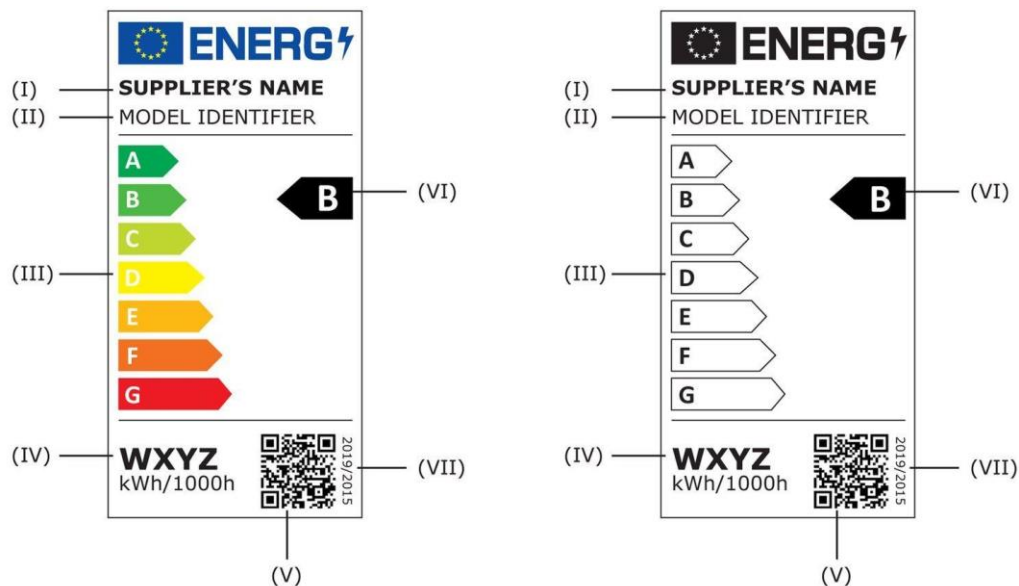 ENERG
(I) SUPPLIER'S NAME
(II) MODEL IDENTIFIER
A
B
B (VI)
C
(III) D
E
F
G
(IV) WXYZ
kWh/1000h
2019/2015
(VII)
(V)
ENERG
(I) SUPPLIER'S NAME
(II) MODEL IDENTIFIER
A
B
B (VI)
C
(III) D
E
F
G
(IV) WXYZ
kWh/1000h
2019/2015
(VII)
(V)